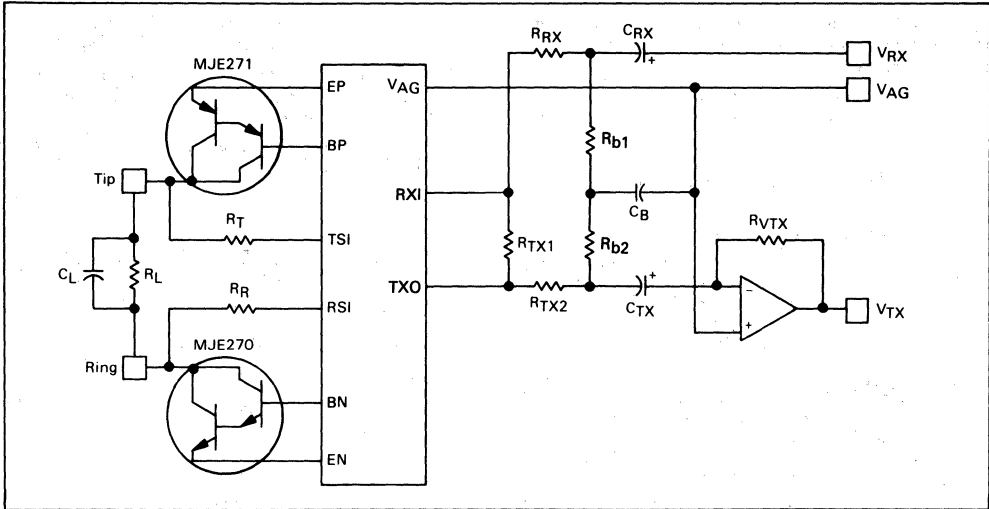 MJE271
EP
BP
Tip
RT
TSI
CL
RL
RR
RSI
MJE270
Ring
BN
EN
VAG
RXI
TXO
RRX
CRX
+
VRX
VAG
Rb1
CB
RTX1
Rb2
RTX2
CTX
+
RVTX
−
+
VTX